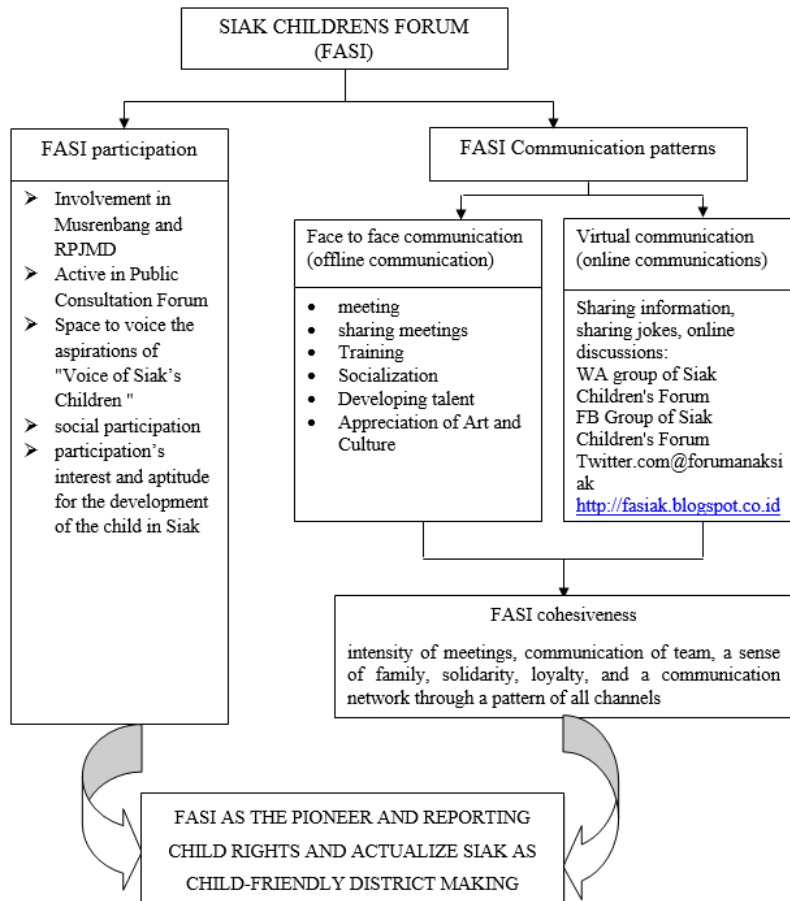 SIAK CHILDRENS FORUM
(FASI)
FASI participation
➢ Involvement in
Musrenbang and
RPJMD
➢ Active in Public
Consultation Forum
➢ Space to voice the
aspirations of
"Voice of Siak's
Children "
➢ social participation
➢ participation's
interest and aptitude
for the development
of the child in Siak
FASI Communication patterns
Face to face communication
(offline communication)
• meeting
• sharing meetings
• Training
• Socialization
• Developing talent
• Appreciation of Art and
Culture
Virtual communication
(online communications)
Sharing information,
sharing jokes, online
discussions:
WA group of Siak
Children's Forum
FB Group of Siak
Children's Forum
Twitter.com@forumanaksi
ak
http://fasiak.blogspot.co.id
FASI cohesiveness
intensity of meetings, communication of team, a sense
of family, solidarity, loyalty, and a communication
network through a pattern of all channels
FASI AS THE PIONEER AND REPORTING
CHILD RIGHTS AND ACTUALIZE SIAK AS
CHILD-FRIENDLY DISTRICT MAKING